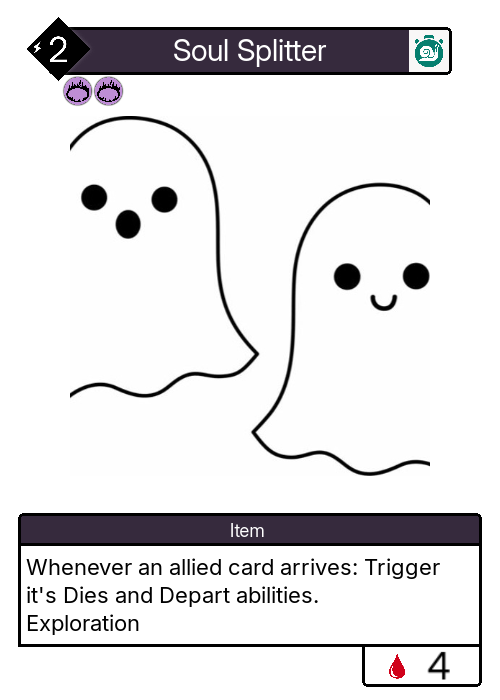 2
Soul Splitter
Item
Whenever an allied card arrives: Trigger
it's Dies and Depart abilities.
Exploration
4